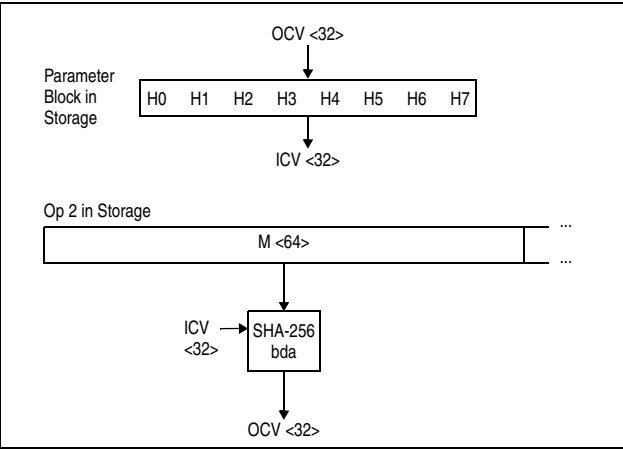 OCV <32>
Parameter
Block in
Storage
H0 H1 H2 H3 H4 H5 H6 H7
ICV <32>
Op 2 in Storage
M <64>
...
...
ICV
<32>
SHA-256
bda
OCV <32>